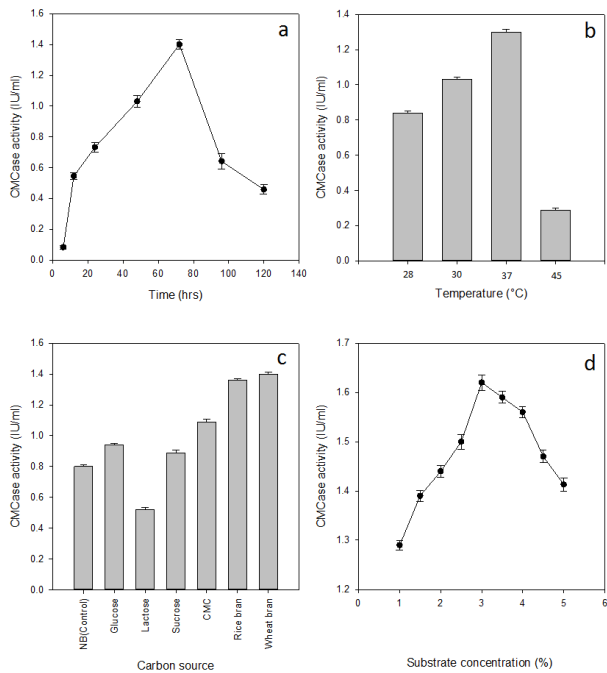 a
1.6
1.4
1.2
1.0
0.8
0.6
0.4
0.2
0.0
CMCase activity (IU/ml)
0 20 40 60 80 100 120 140
Time (hrs)
b
1.4
1.2
1.0
0.8
0.6
0.4
0.2
0.0
CMCase activity (IU/ml)
28 30 37 45
Temperature (°C)
c
1.6
1.4
1.2
1.0
0.8
0.6
0.4
0.2
0.0
CMCase activity (IU/ml)
NB(Control)
Glucose
Lactose
Sucrose
CMC
Rice bran
Wheat bran
Carbon source
d
1.7
1.6
1.5
1.4
1.3
1.2
CMCase activity (IU/ml)
0 1 2 3 4 5 6
Substrate concentration (%)